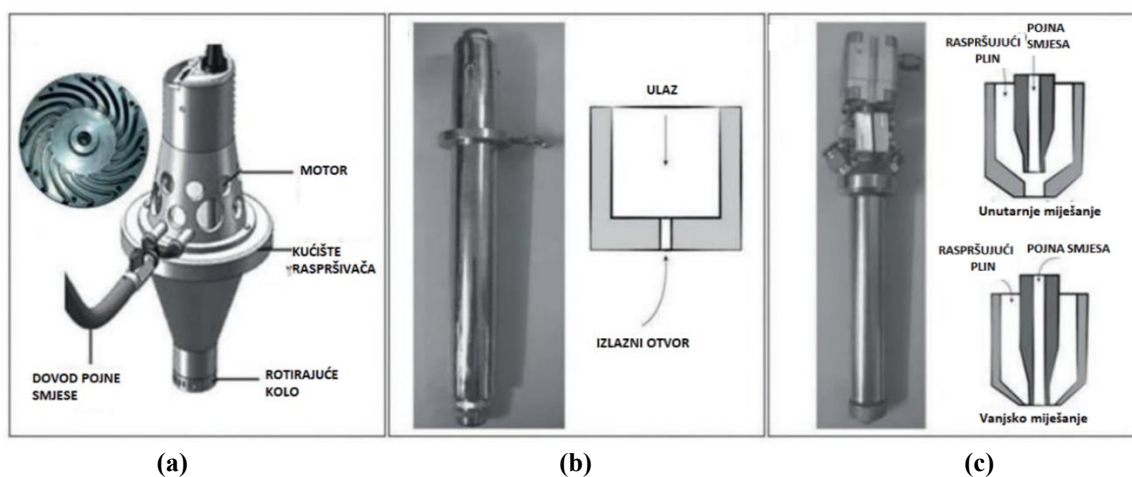 MOTOR
KUĆIŠTE
RASPRŠIVAČA
DOVOD POJNE
SMJESE
ROTIRAJUĆE
KOLO
(a)
ULAZ
IZLAZNI OTVOR
(b)
RASPRŠUJUĆI
PLIN
POJNA
SMJESA
Unutarnje miješanje
RASPRŠUJUĆI
PLIN
POJNA SMJESA
Vanjsko miješanje
(c)